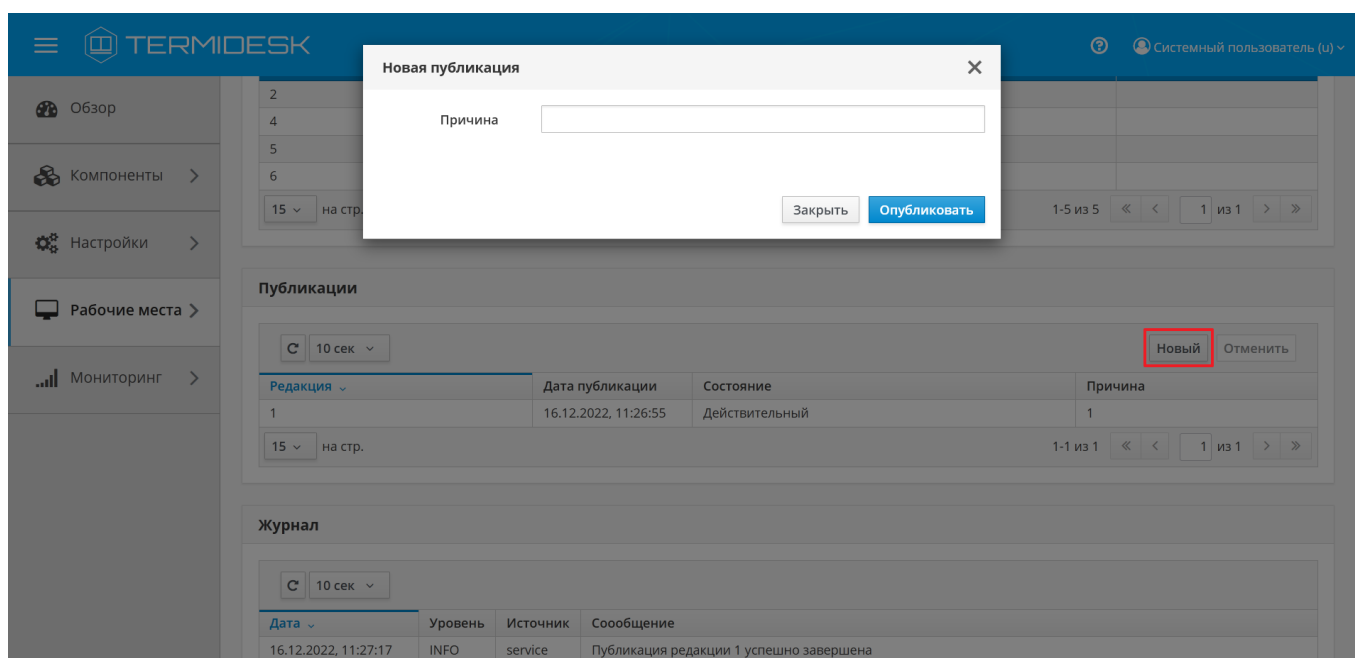 TERMIDESK
Системный пользователь (u)
Новая публикация
Причина
Закрыть Опубликовать
Обзор
Компоненты
Настройки
Рабочие места
Мониторинг
2
4
5
6
15 на стр. 1-5 из 5 1 из 1
Публикации
10 сек Новый Отменить
Редакция Дата публикации Состояние Причина
1 16.12.2022, 11:26:55 Действительный 1
15 на стр. 1-1 из 1 1 из 1
Журнал
10 сек
Дата Уровень Источник Соообщение
16.12.2022, 11:27:17 INFO service Публикация редакции 1 успешно завершена